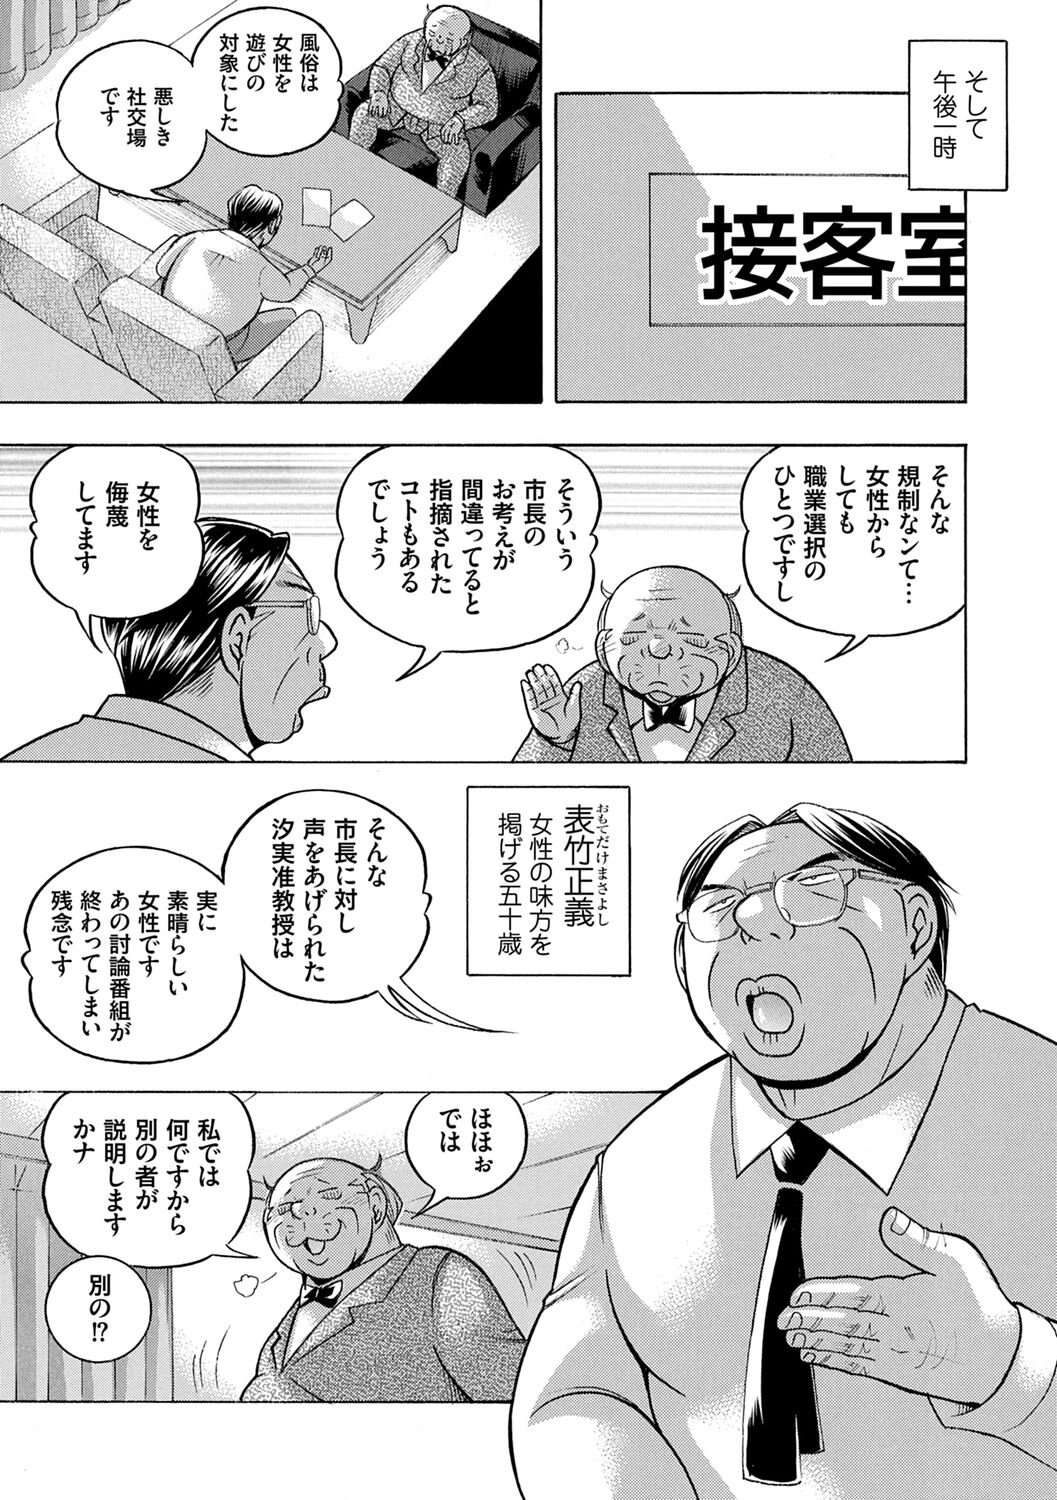 そして
午後一時
接客室
風俗は
女性を
遊びの
対象にした
悪しき
社交場
です
そんな
規制なンて…
女性から
しても
職業選択の
ひとつですし
そういう
市長の
お考えが
間違ってると
指摘された
コトもある
でしょう
女性を
侮蔑
してます
表竹正義
おもてだけまさよし
女性の味方を
掲げる五十歳
そんな
市長に対し
声をあげられた
汐実准教授は
実に
素晴らしい
女性です
あの討論番組が
終わってしまい
残念です
ほほぉ
では
私では
何ですから
別の者が
説明します
かナ
別の!?